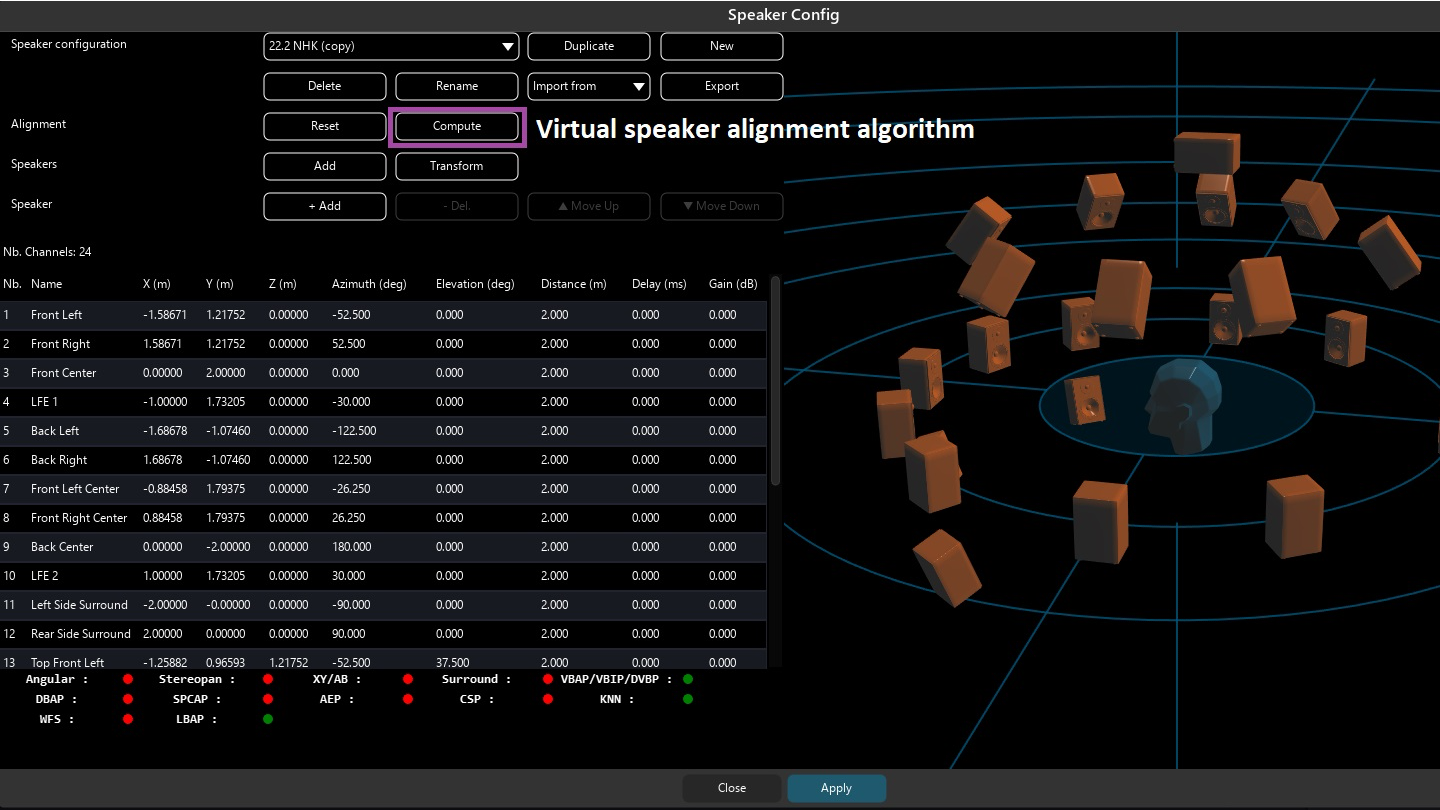 Speaker Config
Speaker configuration 22.2 NHK (copy) Duplicate New
Delete Rename Import from Export
Alignment Reset Compute Virtual speaker alignment algorithm
Speakers Add Transform
Speaker + Add - Del. ▲ Move Up ▼ Move Down
Nb. Channels: 24
Nb. Name X (m) Y (m) Z (m) Azimuth (deg) Elevation (deg) Distance (m) Delay (ms) Gain (dB)
1 Front Left -1.58671 1.21752 0.00000 -52.500 0.000 2.000 0.000 0.000
2 Front Right 1.58671 1.21752 0.00000 52.500 0.000 2.000 0.000 0.000
3 Front Center 0.00000 2.00000 0.00000 0.000 0.000 2.000 0.000 0.000
4 LFE 1 -1.00000 1.73205 0.00000 -30.000 0.000 2.000 0.000 0.000
5 Back Left -1.68678 -1.07460 0.00000 -122.500 0.000 2.000 0.000 0.000
6 Back Right 1.68678 -1.07460 0.00000 122.500 0.000 2.000 0.000 0.000
7 Front Left Center -0.88458 1.79375 0.00000 -26.250 0.000 2.000 0.000 0.000
8 Front Right Center 0.88458 1.79375 0.00000 26.250 0.000 2.000 0.000 0.000
9 Back Center 0.00000 -2.00000 0.00000 180.000 0.000 2.000 0.000 0.000
10 LFE 2 1.00000 1.73205 0.00000 30.000 0.000 2.000 0.000 0.000
11 Left Side Surround -2.00000 -0.00000 0.00000 -90.000 0.000 2.000 0.000 0.000
12 Rear Side Surround 2.00000 0.00000 0.00000 90.000 0.000 2.000 0.000 0.000
13 Top Front Left -1.25882 0.96593 1.21752 -52.500 37.500 2.000 0.000 0.000
Angular : Stereopan : XY/AB : Surround : VBAP/VBIP/DVBP :
DBAP : SPCAP : AEP : CSP : KNN :
WFS : LBAP :
Close Apply